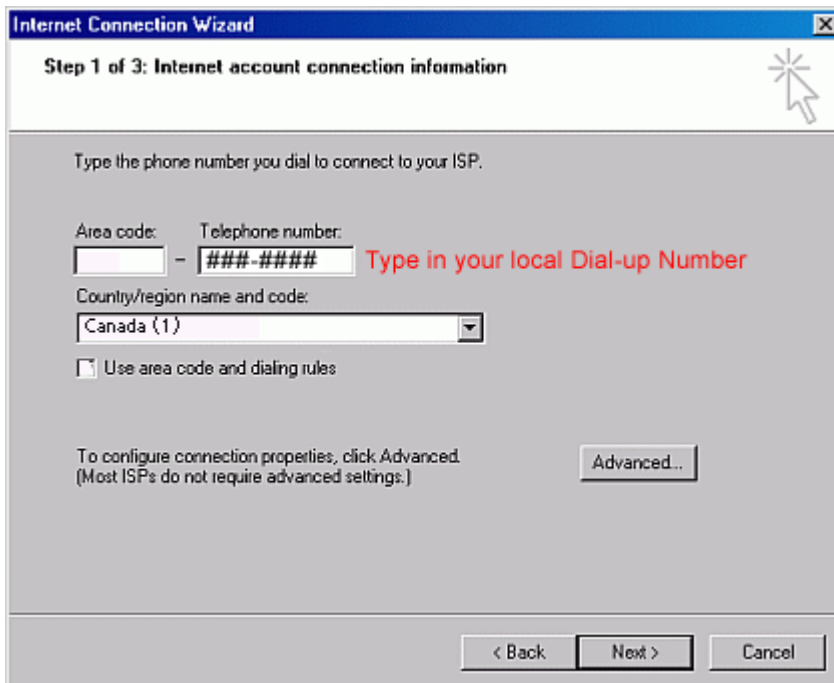 Internet Connection Wizard
Step 1 of 3: Internet account connection information
Type the phone number you dial to connect to your ISP.
Area code: Telephone number:
- ###-#### Type in your local Dial-up Number
Country/region name and code:
Canada (1)
Use area code and dialing rules
To configure connection properties, click Advanced.
(Most ISPs do not require advanced settings.)
Advanced...
< Back Next > Cancel